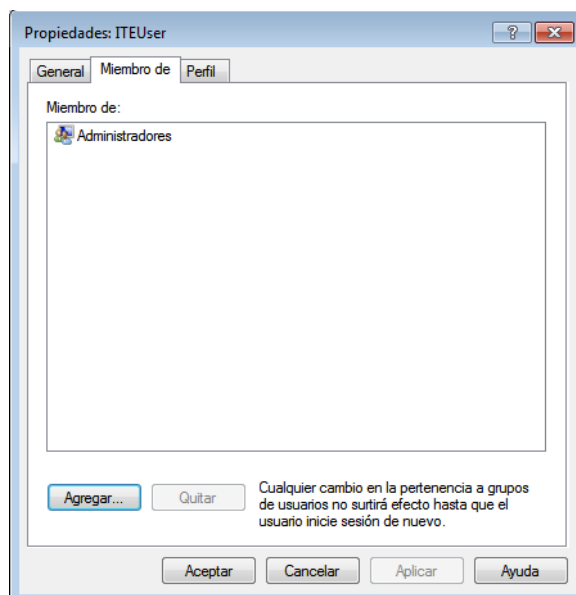 Propiedades: ITEUser
?
General
Miembro de
Perfil
Miembro de:
Administradores
Agregar...
Quitar
Cualquier cambio en la pertenencia a grupos
de usuarios no surtirá efecto hasta que el
usuario inicie sesión de nuevo.
Aceptar
Cancelar
Aplicar
Ayuda